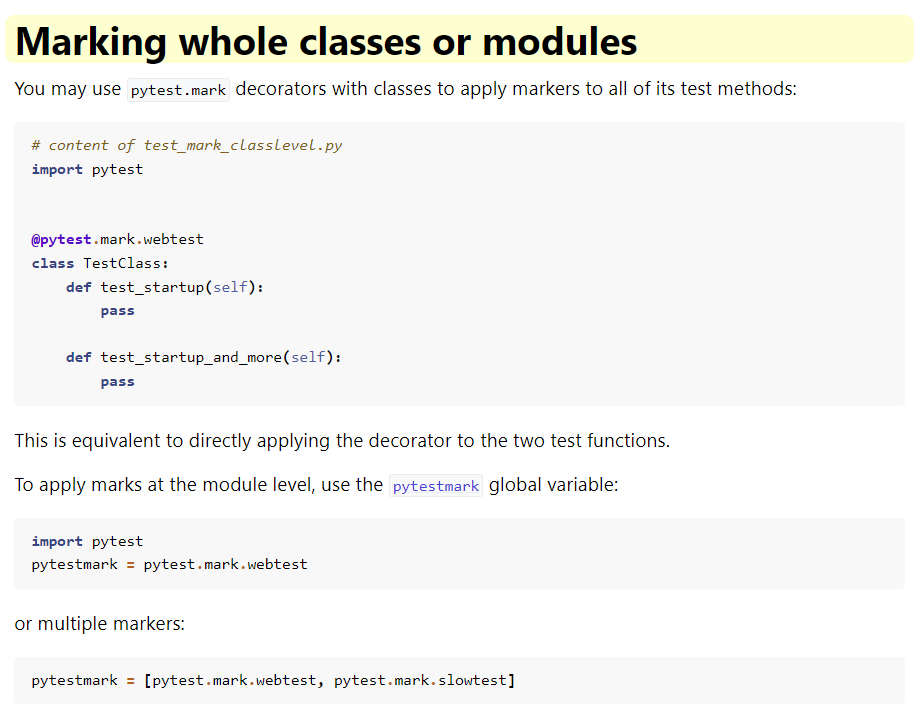 Marking whole classes or modules
You may use pytest.mark decorators with classes to apply markers to all of its test methods:
# content of test_mark_classlevel.py
import pytest
@pytest.mark.webtest
class TestClass:
    def test_startup(self):
        pass
    def test_startup_and_more(self):
        pass
This is equivalent to directly applying the decorator to the two test functions.
To apply marks at the module level, use the pytestmark global variable:
import pytest
pytestmark = pytest.mark.webtest
or multiple markers:
pytestmark = [pytest.mark.webtest, pytest.mark.slowtest]